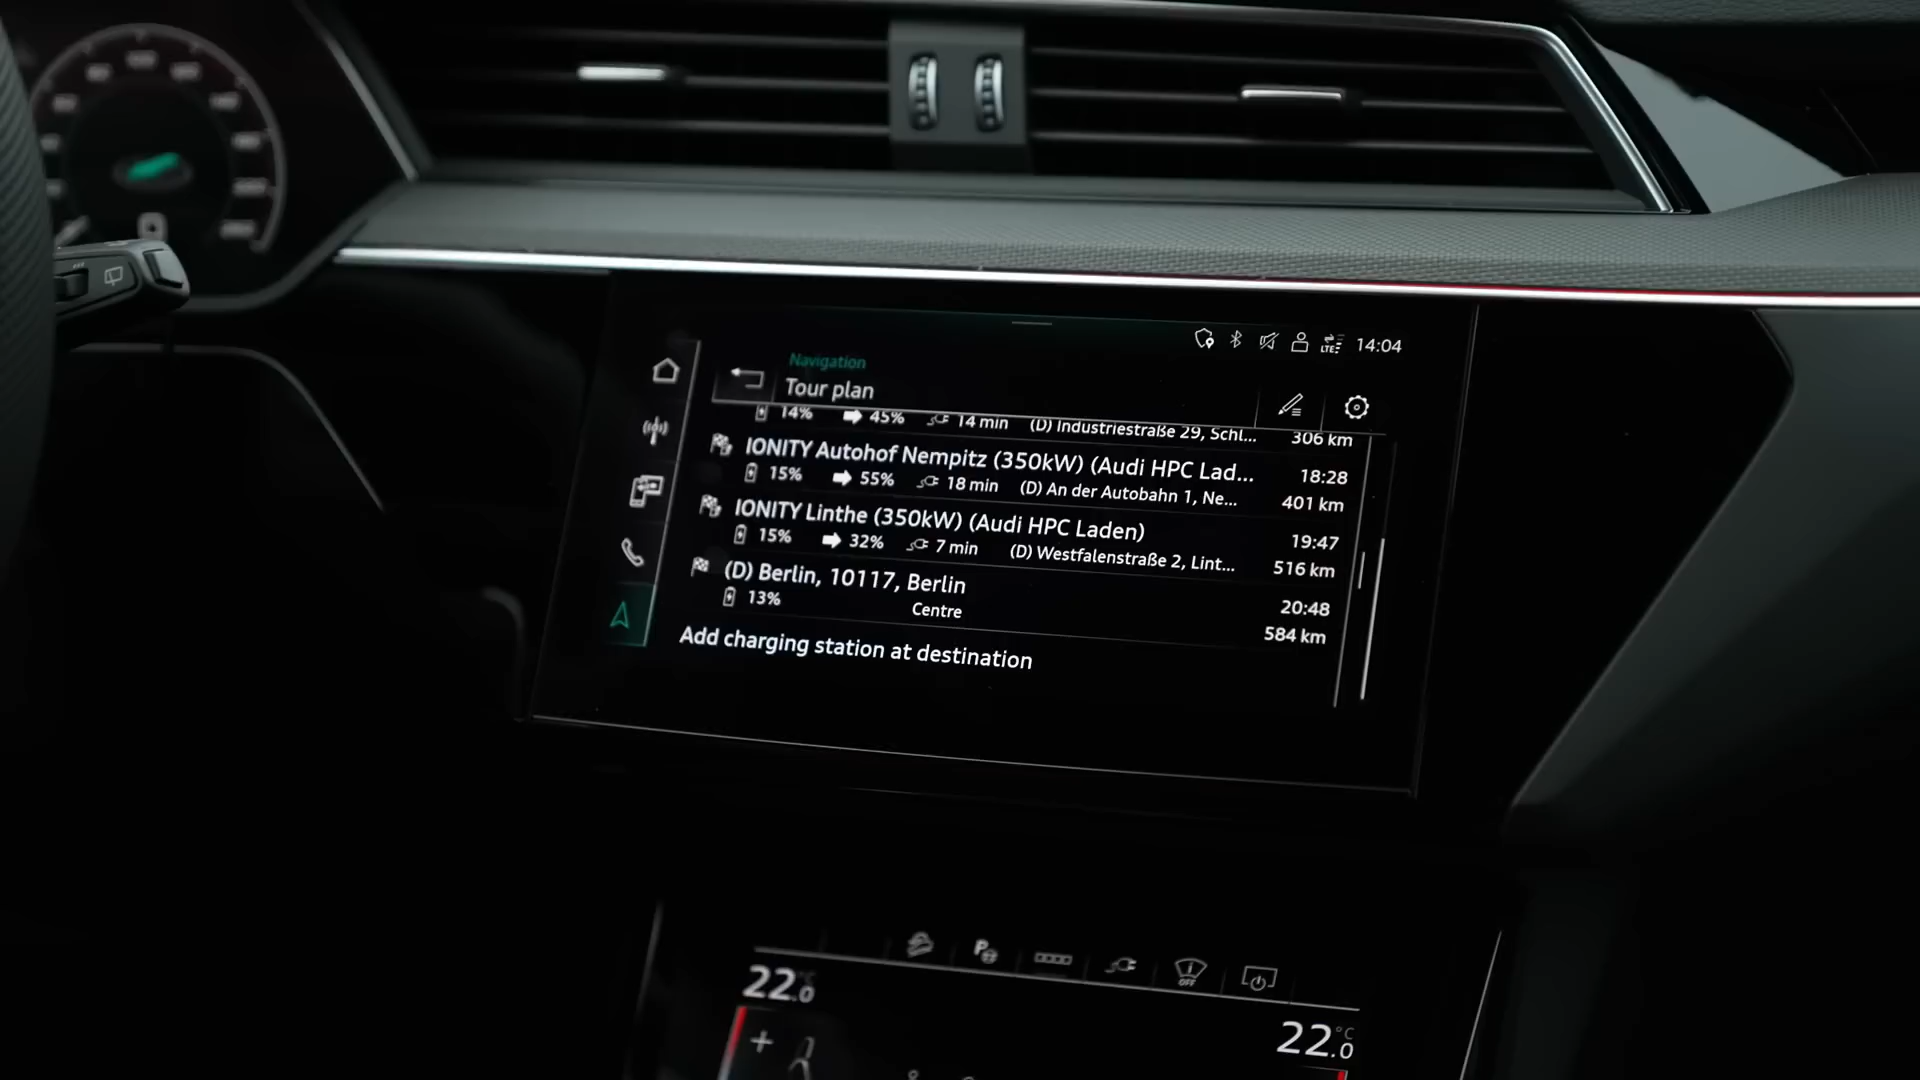 14:04
LTE
Navigation
Tour plan
14% 45% 14 min (D) Industriestraße 29, Schl... 306 km
IONITY Autohof Nempitz (350kW) (Audi HPC Lad... 18:28
15% 55% 18 min (D) An der Autobahn 1, Ne... 401 km
IONITY Linthe (350kW) (Audi HPC Laden) 19:47
15% 32% 7 min (D) Westfalenstraße 2, Lint... 516 km
(D) Berlin, 10117, Berlin 20:48
13% Centre 584 km
Add charging station at destination
P
OFF
22.0
22.0 °C